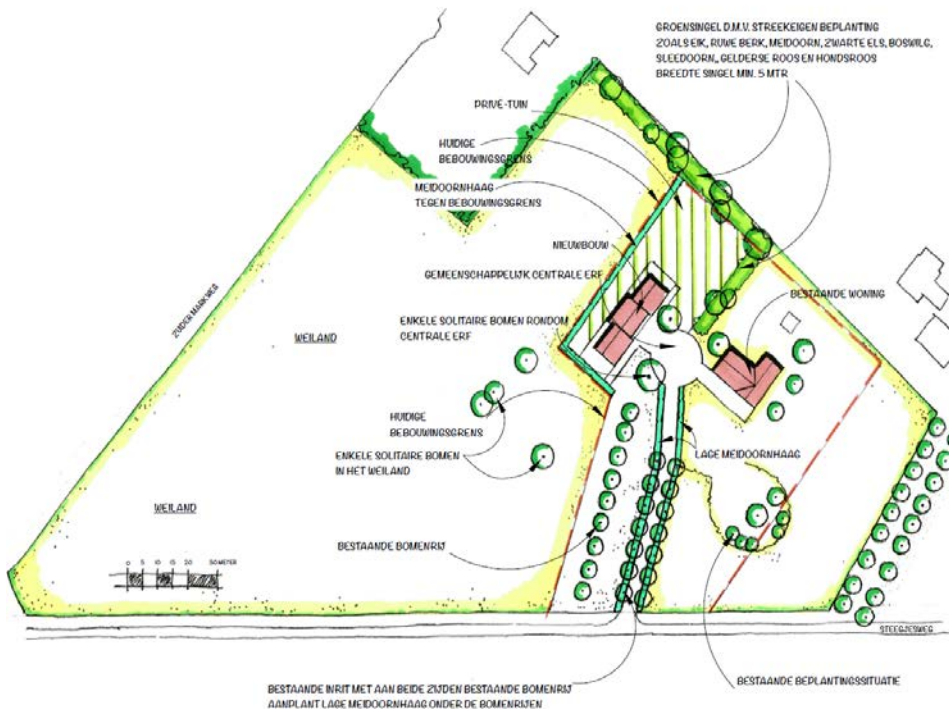 GROENSINGEL D.M.V. STREEKEIGEN BEPLANTING
ZOALS EIK, RUWE BERK, MEIDOORN, ZWARTE ELS, BOSWILG,
SLEEDOORN,, GELDERSE ROOS EN HONDSROOS
BREEDTE SINGEL MIN. 5 MTR
PRIVE-TUIN
HUIDIGE
BEBOUWINGSGRENS
MEIDOORNHAAG
TEGEN BEBOUWINGSGRENS
NIEUWBOUW
GEMEENSCHAPPELIJK CENTRALE ERF
BESTAANDE WONING
ZUIDER MARKWEG
ENKELE SOLITAIRE BOMEN RONDOM
CENTRALE ERF
WEILAND
HUIDIGE
BEBOUWINGSGRENS
ENKELE SOLITAIRE BOMEN
IN HET WEILAND
LAGE MEIDOORNHAAG
WEILAND
BESTAANDE BOMENRIJ
0 5 10 15 20 50 METER
STEEGJESWEG
BESTAANDE BEPLANTINGSSITUATIE
BESTAANDE INRIT MET AAN BEIDE ZIJDEN BESTAANDE BOMENRIJ
AANPLANT LAGE MEIDOORNHAAG ONDER DE BOMENRIJEN